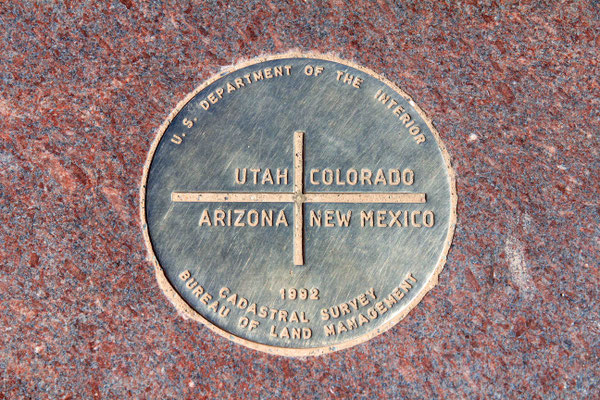 U. S. DEPARTMENT OF THE INTERIOR
UTAH COLORADO
ARIZONA NEW MEXICO
1992
CADASTRAL SURVEY
BUREAU OF LAND MANAGEMENT